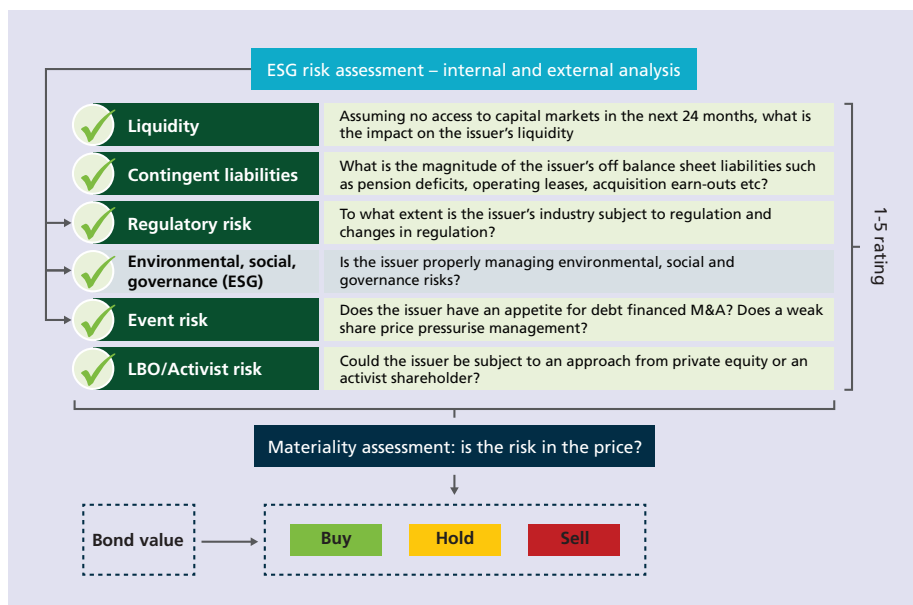 ESG risk assessment – internal and external analysis
Liquidity
Assuming no access to capital markets in the next 24 months, what is
the impact on the issuer's liquidity
Contingent liabilities
What is the magnitude of the issuer's off balance sheet liabilities such
as pension deficits, operating leases, acquisition earn-outs etc?
Regulatory risk
To what extent is the issuer's industry subject to regulation and
changes in regulation?
Environmental, social,
governance (ESG)
Is the issuer properly managing environmental, social and
governance risks?
Event risk
Does the issuer have an appetite for debt financed M&A? Does a weak
share price pressurise management?
LBO/Activist risk
Could the issuer be subject to an approach from private equity or an
activist shareholder?
1-5 rating
Materiality assessment: is the risk in the price?
Bond value
Buy
Hold
Sell